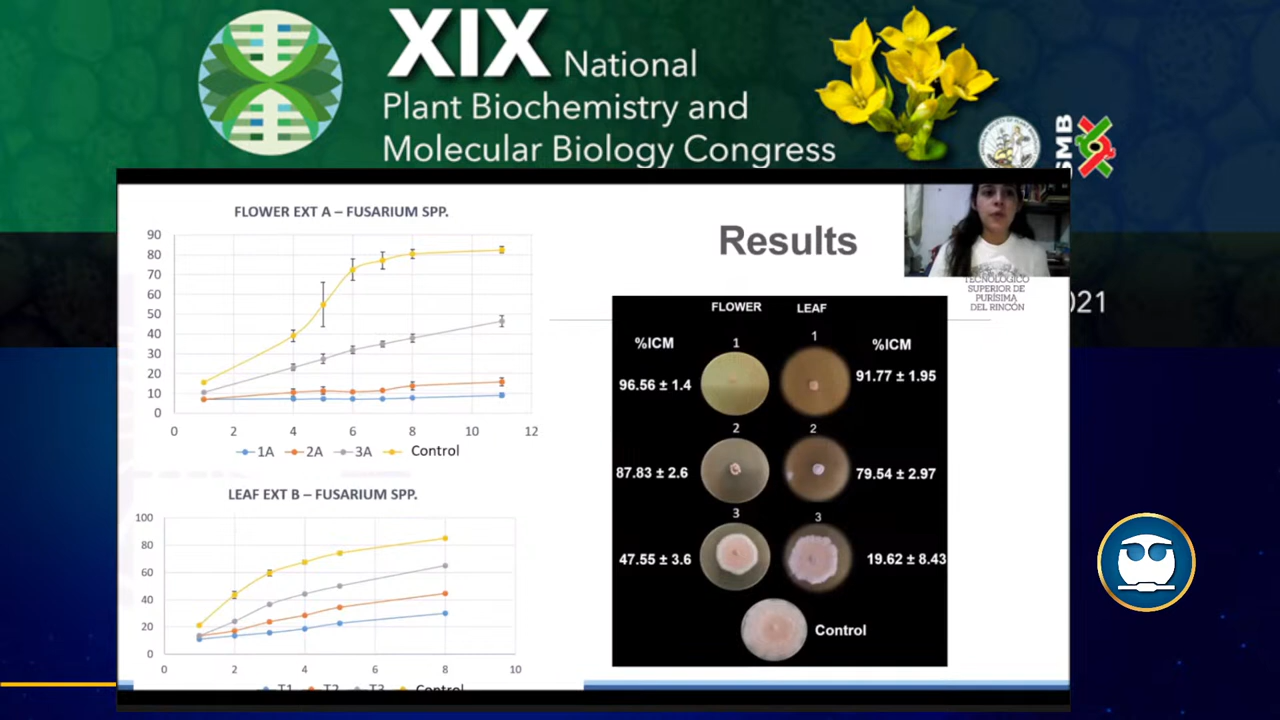 XIX National
Plant Biochemistry and
Molecular Biology Congress
SMB
FLOWER EXT A – FUSARIUM SPP.
90
80
70
60
50
40
30
20
10
0
0 2 4 6 8 10 12
1A 2A 3A Control
LEAF EXT B – FUSARIUM SPP.
100
80
60
40
20
0
0 2 4 6 8 10
T1 T2 T3 Control
Results
TECNOLÓGICO
SUPERIOR DE
PURÍSIMA
DEL RINCÓN
021
FLOWER LEAF
%ICM 1 1 %ICM
96.56 ± 1.4 91.77 ± 1.95
2 2
87.83 ± 2.6 79.54 ± 2.97
3 3
47.55 ± 3.6 19.62 ± 8.43
Control